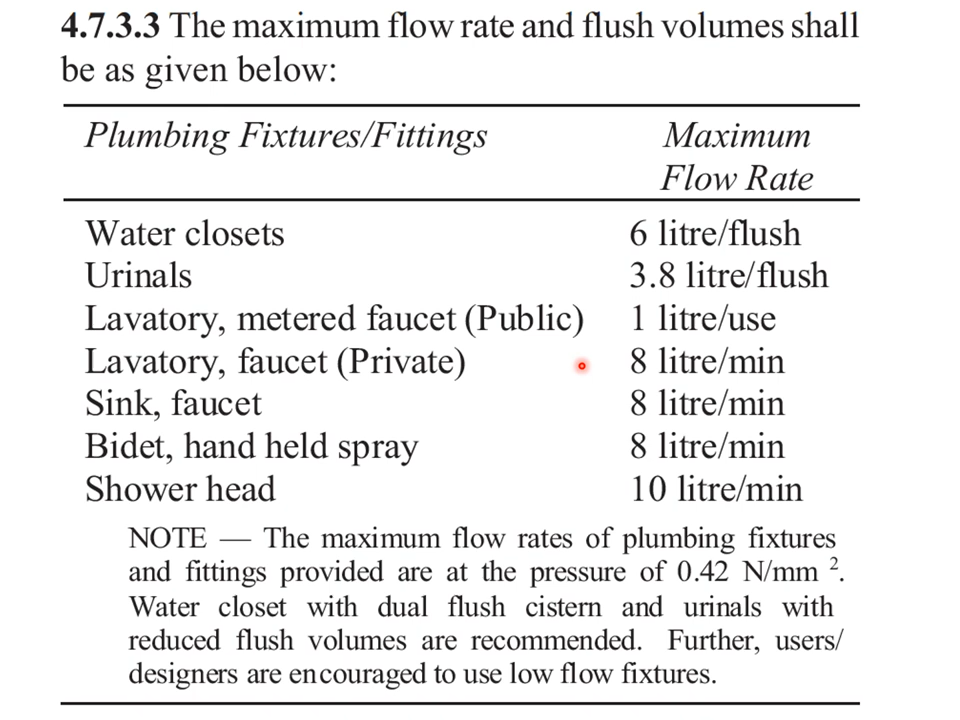 4.7.3.3 The maximum flow rate and flush volumes shall
be as given below:
Plumbing Fixtures/Fittings Maximum
Flow Rate
Water closets 6 litre/flush
Urinals 3.8 litre/flush
Lavatory, metered faucet (Public) 1 litre/use
Lavatory, faucet (Private) 8 litre/min
Sink, faucet 8 litre/min
Bidet, hand held spray 8 litre/min
Shower head 10 litre/min
NOTE — The maximum flow rates of plumbing fixtures
and fittings provided are at the pressure of 0.42 N/mm ².
Water closet with dual flush cistern and urinals with
reduced flush volumes are recommended. Further, users/
designers are encouraged to use low flow fixtures.